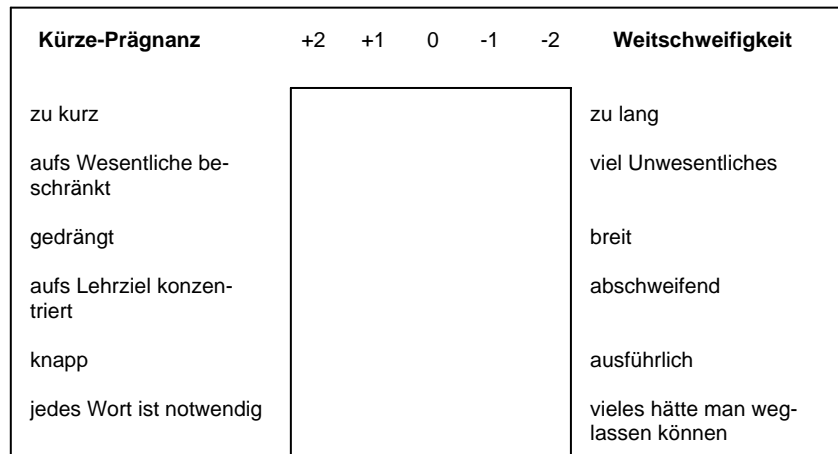 Kürze-Prägnanz +2 +1 0 -1 -2 Weitschweifigkeit
zu kurz zu lang
aufs Wesentliche be- viel Unwesentliches
schränkt
gedrängt breit
aufs Lehrziel konzen- abschweifend
triert
knapp ausführlich
jedes Wort ist notwendig vieles hätte man weg-
lassen können